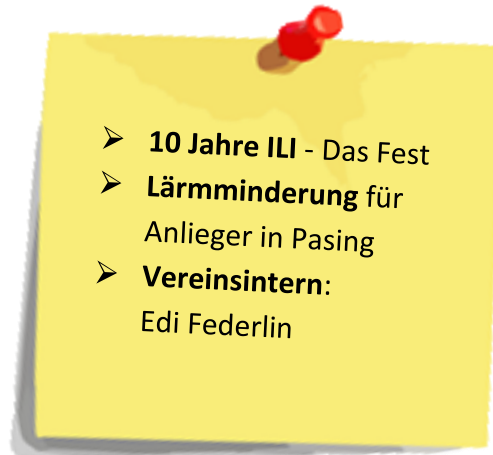 ➢ 10 Jahre ILI - Das Fest
➢ Lärmminderung für
Anlieger in Pasing
➢ Vereinsintern:
Edi Federlin